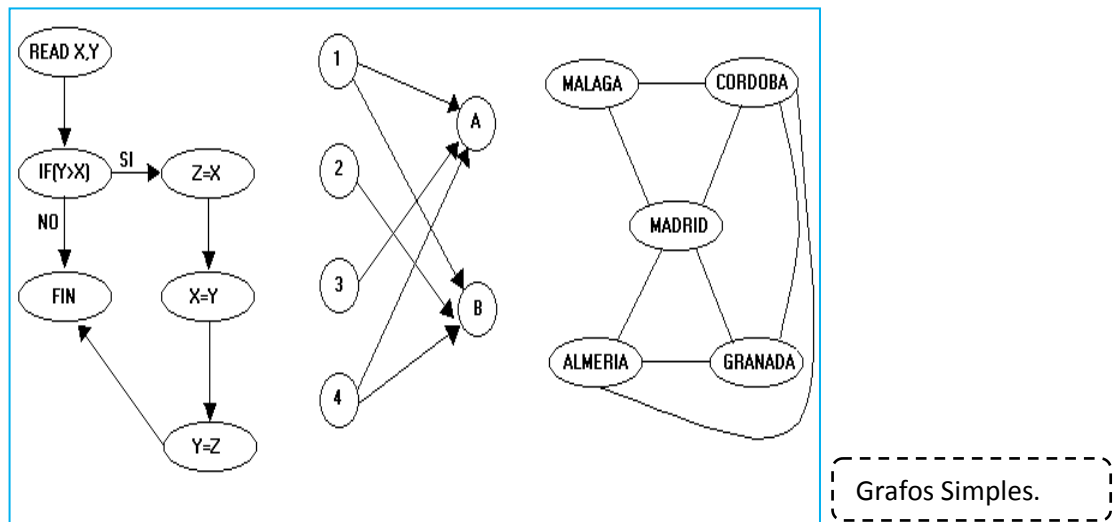 READ X,Y
IF(Y>X)
SI
Z=X
NO
FIN
X=Y
Y=Z
1
2
3
4
A
B
MALAGA
CORDOBA
MADRID
ALMERIA
GRANADA
Grafos Simples.